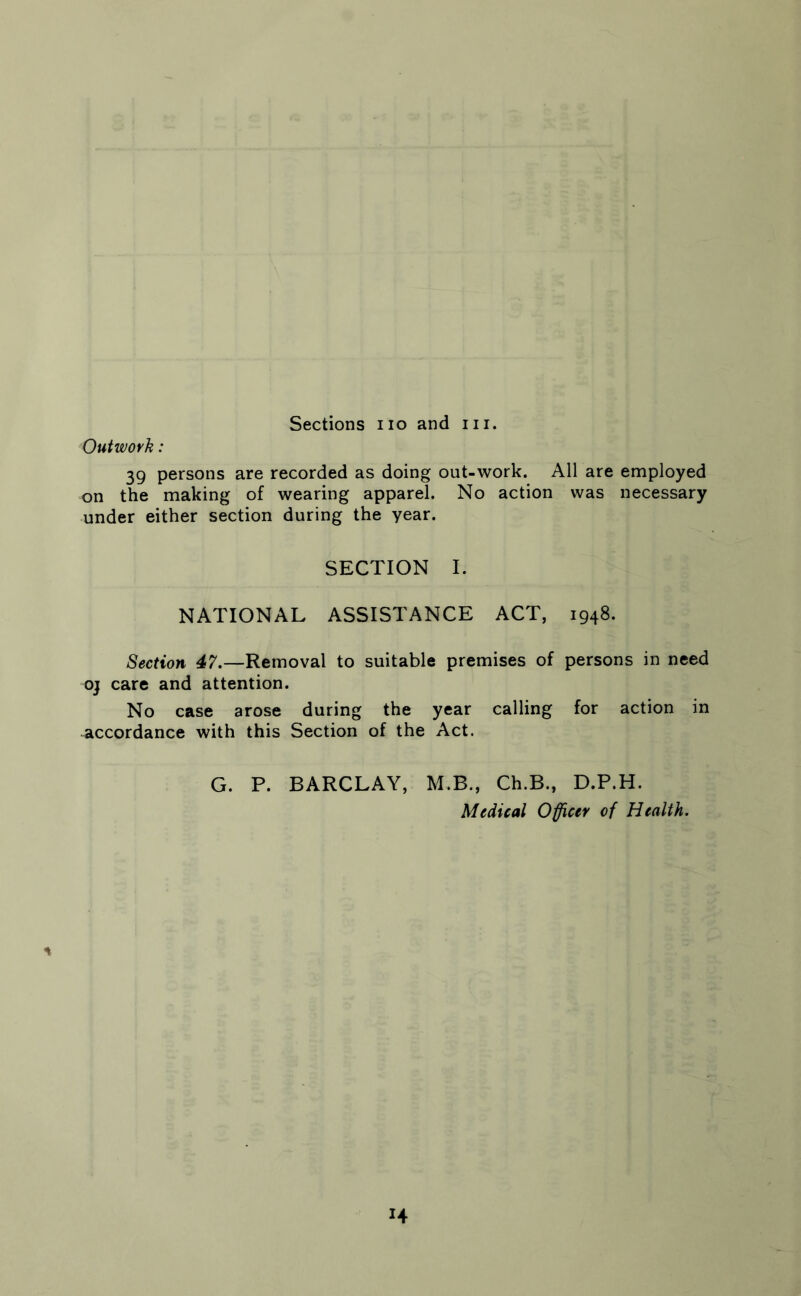 Sections 110 and 111.
Outwork:
39 persons are recorded as doing out-work. All are employed
on the making of wearing apparel. No action was necessary
under either section during the year.
SECTION I.
NATIONAL ASSISTANCE ACT, 1948.
Section 47.—Removal to suitable premises of persons in need
oj care and attention.
No case arose during the year calling for action in
accordance with this Section of the Act.
G. P. BARCLAY, M.B., Ch.B., D.P.H.
Medical Officer of Health.
14